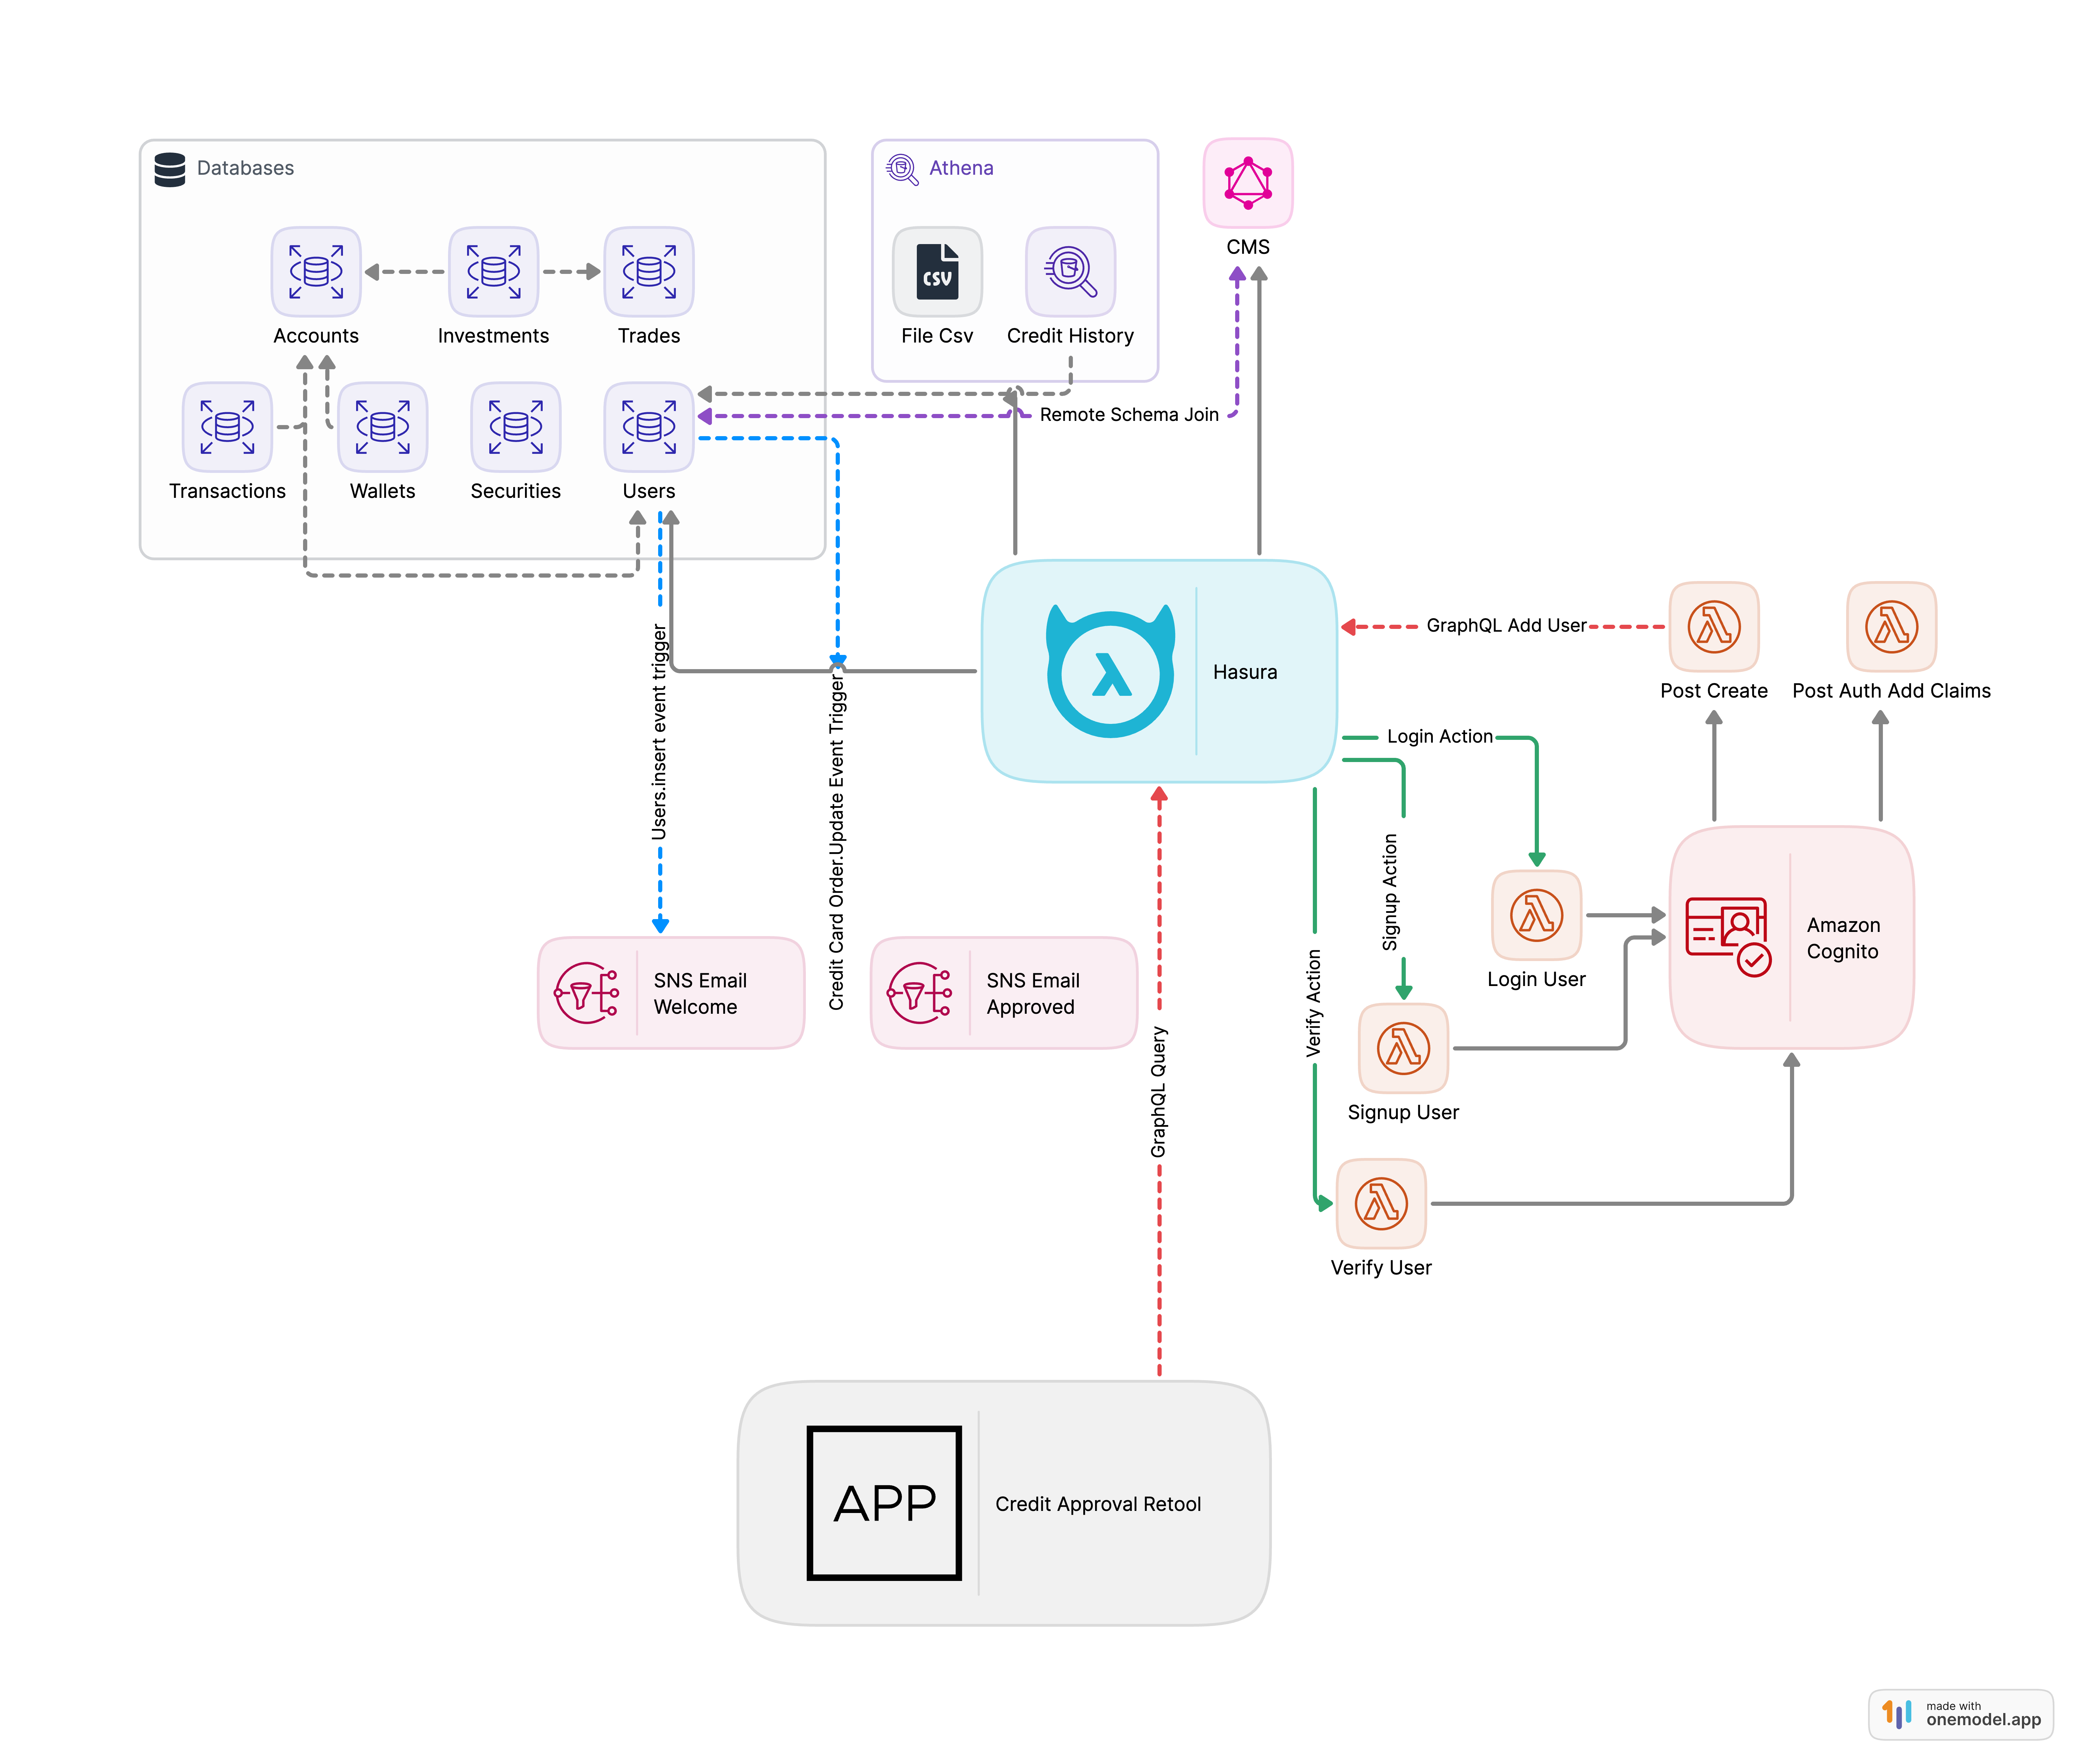 Databases
Athena
CMS
Accounts
Investments
Trades
CSV
File Csv
Credit History
Remote Schema Join
Transactions
Wallets
Securities
Users
Users.insert event trigger
Credit Card Order.Update Event Trigger
Hasura
GraphQL Add User
Post Create
Post Auth Add Claims
Login Action
Signup Action
Verify Action
Login User
Amazon
Cognito
SNS Email
Welcome
SNS Email
Approved
GraphQL Query
Signup User
Verify User
APP
Credit Approval Retool
made with
onemodel.app